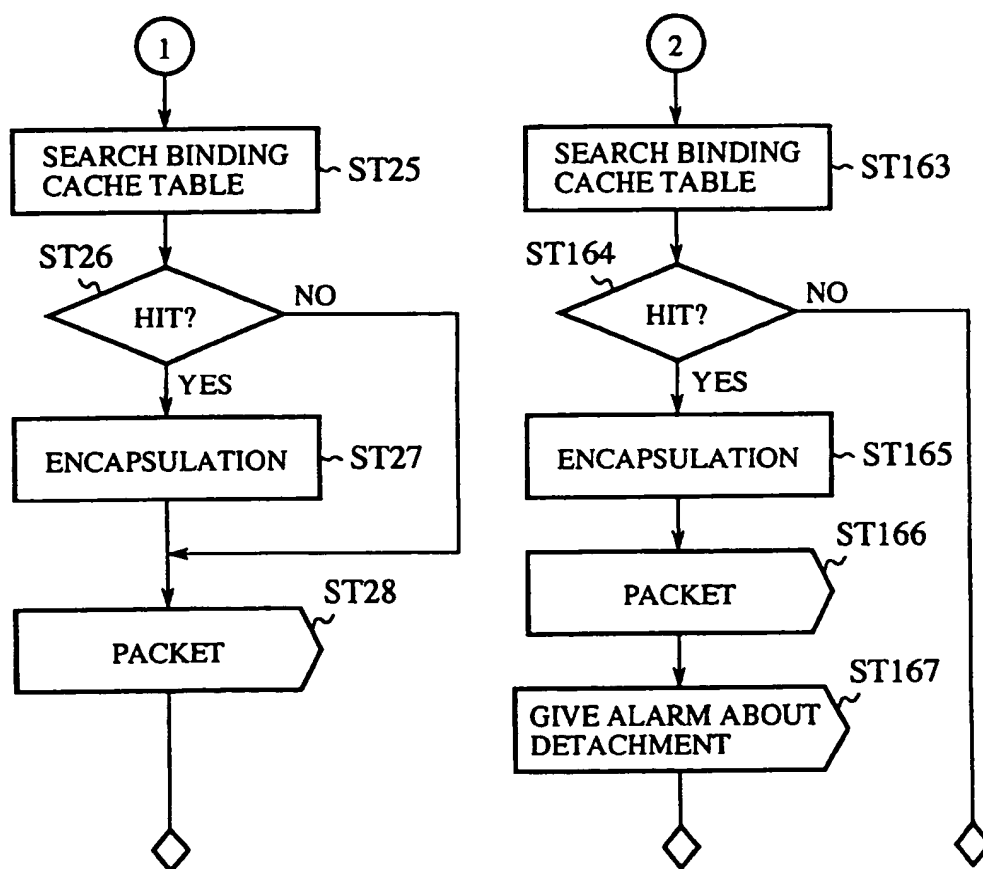 1
SEARCH BINDING
CACHE TABLE
ST25
ST26
HIT?
NO
YES
ENCAPSULATION
ST27
ST28
PACKET
2
SEARCH BINDING
CACHE TABLE
ST163
ST164
HIT?
NO
YES
ENCAPSULATION
ST165
ST166
PACKET
ST167
GIVE ALARM ABOUT
DETACHMENT